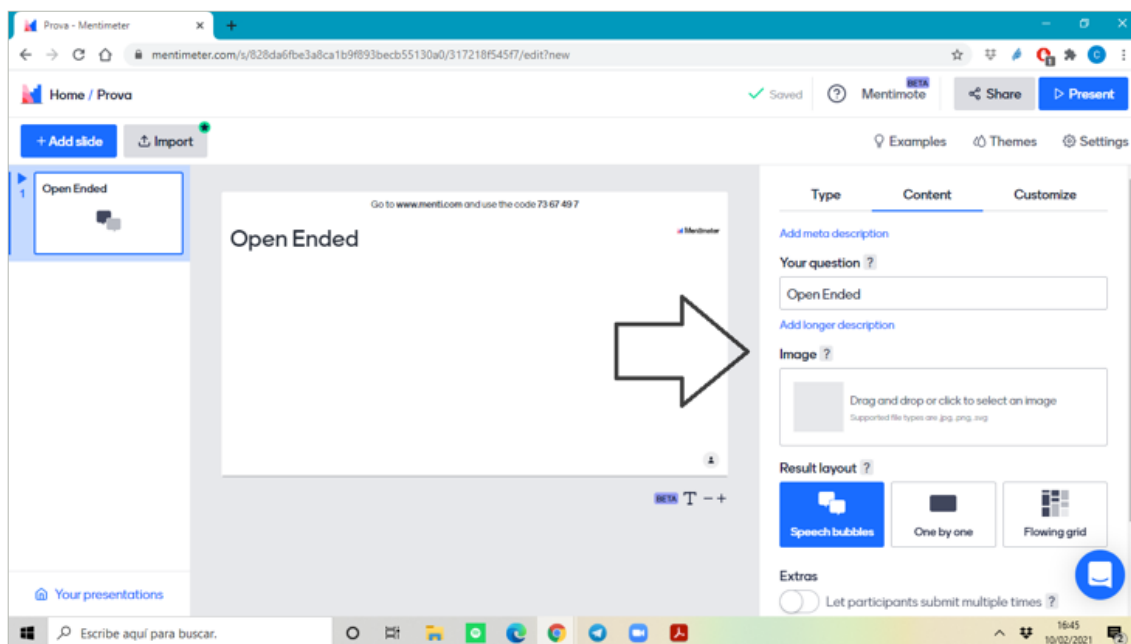 Prova - Mentimeter
mentimeter.com/s/828da6fbe3a8ca1b9f893becb55130a0/317218f545f7/edit?new
Home / Prova
Saved
?
Mentimote
BETA
Share
Present
+ Add slide
Import
Examples
Themes
Settings
1
Open Ended
Go to www.menti.com and use the code 73 67 49 7
Open Ended
Mentimeter
BETA T − +
Type
Content
Customize
Add meta description
Your question ?
Open Ended
Add longer description
Image ?
Drag and drop or click to select an image
Supported file types are jpg, png, svg
Result layout ?
Speech bubbles
One by one
Flowing grid
Extras
Let participants submit multiple times ?
Your presentations
Escribe aquí para buscar.
16:45
10/02/2021